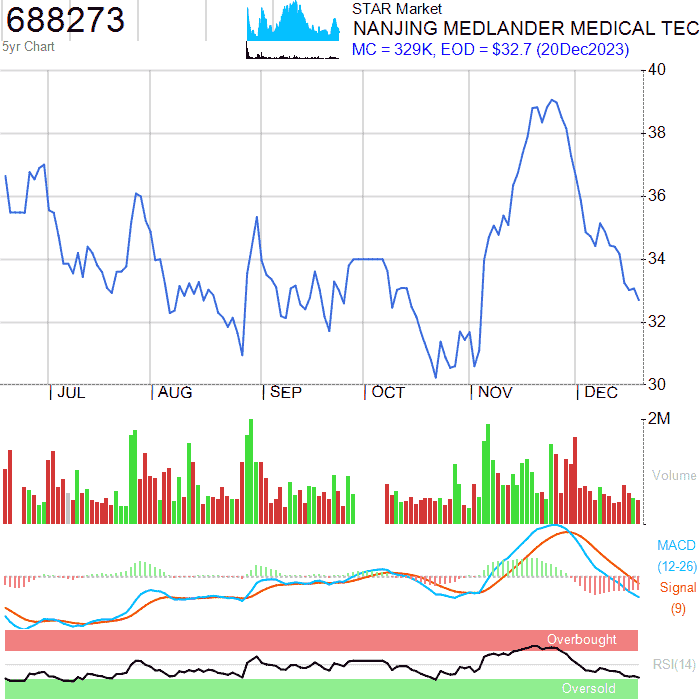 688273
5yr Chart
STAR Market
NANJING MEDLANDER MEDICAL TEC
MC = 329K, EOD = $32.7 (20Dec2023)
40
38
36
34
32
30
JUL AUG SEP OCT NOV DEC
2M
Volume
MACD
(12-26)
Signal
(9)
Overbought
RSI(14)
Oversold